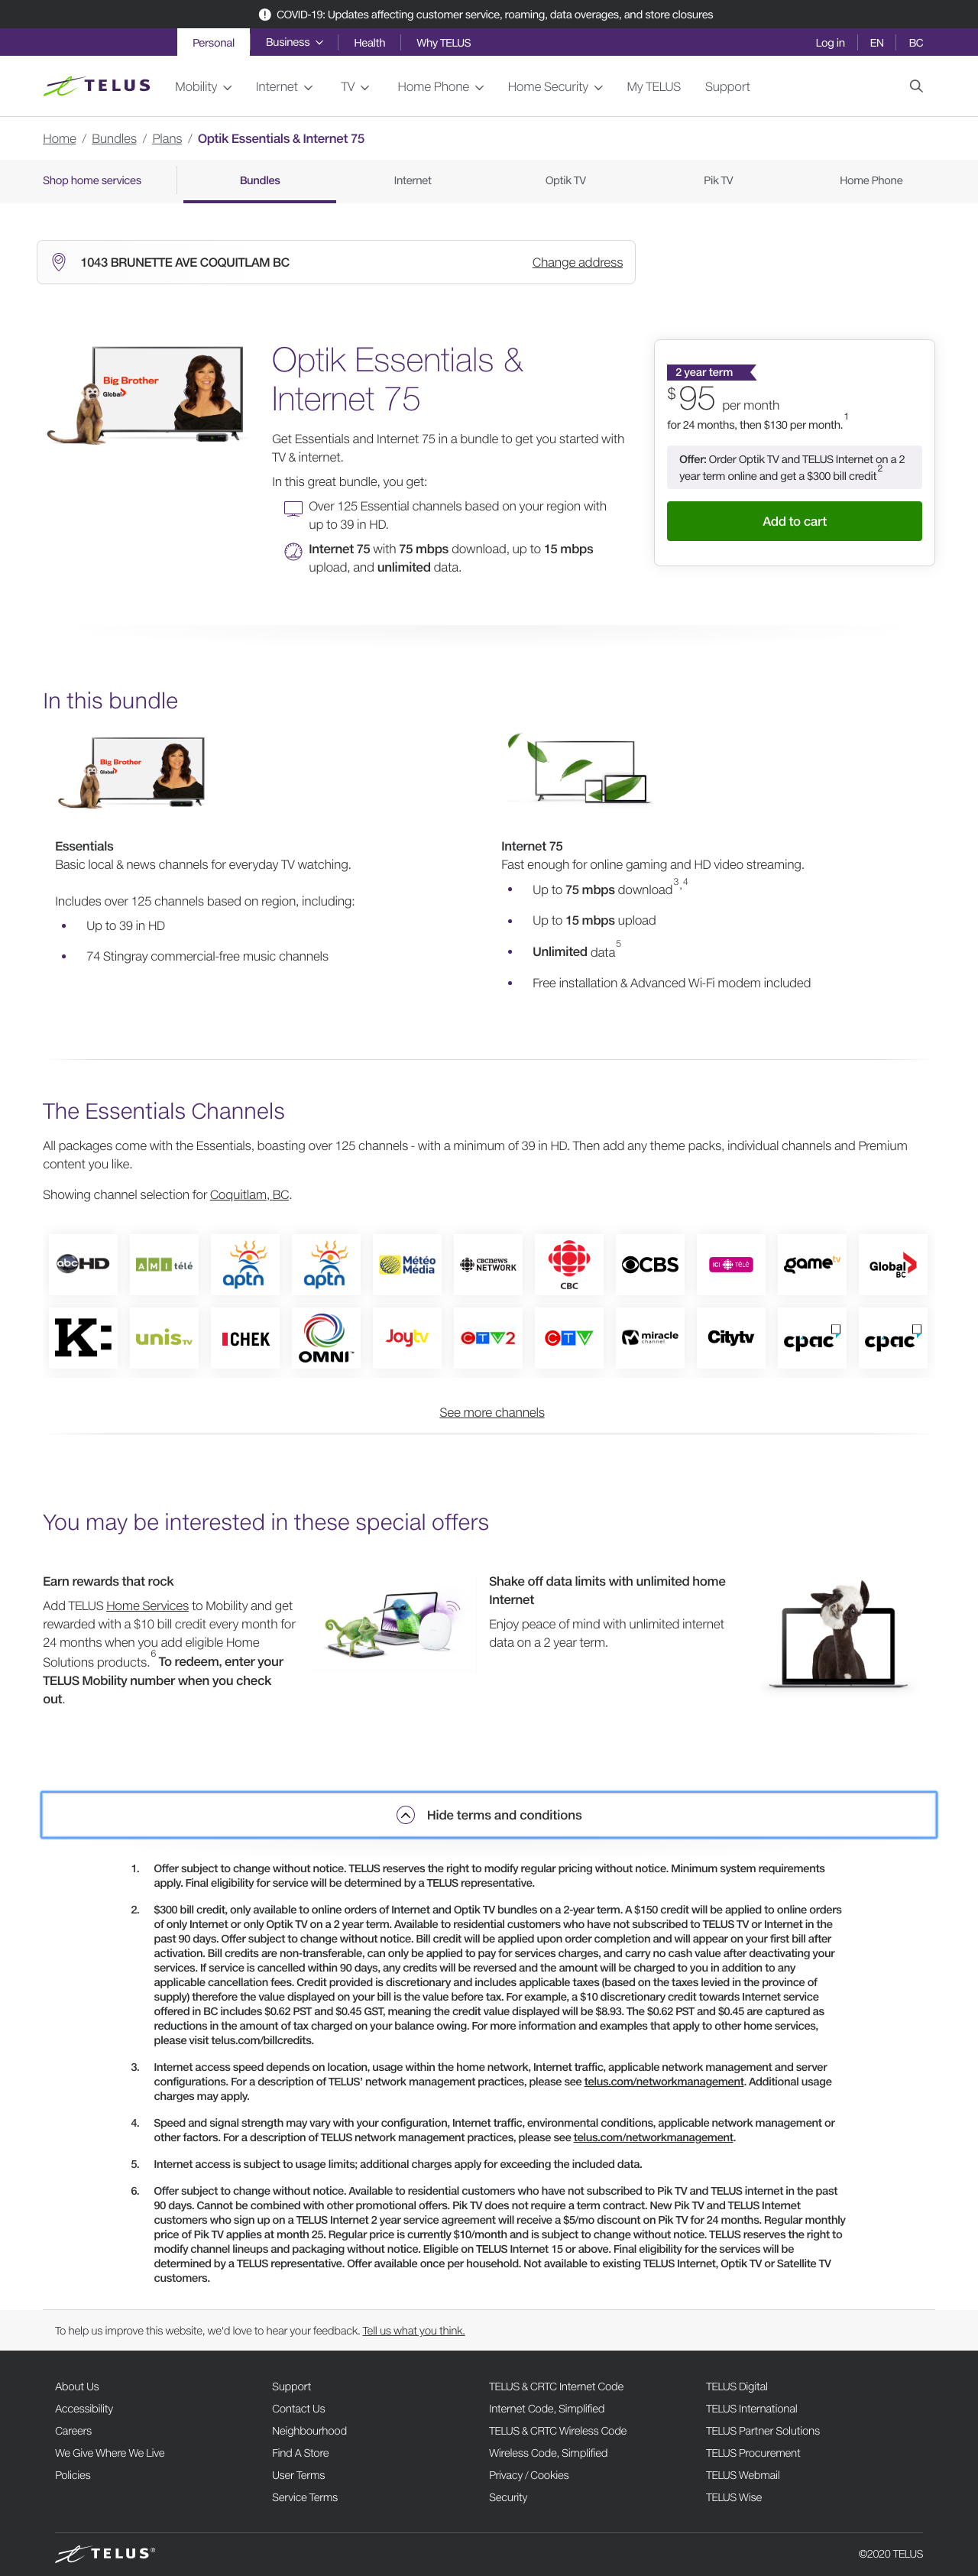 COVID-19: Updates affecting customer service, roaming, data overages, and store closures
Personal Business Health Why TELUS Log in EN BC
TELUS Mobility Internet TV Home Phone Home Security My TELUS Support
Home / Bundles / Plans / Optik Essentials & Internet 75
Shop home services Bundles Internet Optik TV Pik TV Home Phone
1043 BRUNETTE AVE COQUITLAM BC Change address
Big Brother
Global
Optik Essentials &
Internet 75
Get Essentials and Internet 75 in a bundle to get you started with
TV & internet.
In this great bundle, you get:
Over 125 Essential channels based on your region with
up to 39 in HD.
Internet 75 with 75 mbps download, up to 15 mbps
upload, and unlimited data.
2 year term
$95 per month
for 24 months, then $130 per month.1
Offer: Order Optik TV and TELUS Internet on a 2
year term online and get a $300 bill credit2
Add to cart
In this bundle
Big Brother
Global
Essentials
Basic local & news channels for everyday TV watching.
Includes over 125 channels based on region, including:
• Up to 39 in HD
• 74 Stingray commercial-free music channels
Internet 75
Fast enough for online gaming and HD video streaming.
• Up to 75 mbps download3,4
• Up to 15 mbps upload
• Unlimited data5
• Free installation & Advanced Wi-Fi modem included
The Essentials Channels
All packages come with the Essentials, boasting over 125 channels - with a minimum of 39 in HD. Then add any theme packs, individual channels and Premium
content you like.
Showing channel selection for Coquitlam, BC.
abc HD AMI télé aptn aptn Météo Média cbc news NETWORK CBC CBS ICI TÉLÉ gametv Global BC
K: unis TV CHEK OMNI™ Joytv CTV2 CTV miracle channel Citytv cpac cpac
See more channels
You may be interested in these special offers
Earn rewards that rock
Add TELUS Home Services to Mobility and get
rewarded with a $10 bill credit every month for
24 months when you add eligible Home
Solutions products.6 To redeem, enter your
TELUS Mobility number when you check
out.
Shake off data limits with unlimited home
Internet
Enjoy peace of mind with unlimited internet
data on a 2 year term.
Hide terms and conditions
1. Offer subject to change without notice. TELUS reserves the right to modify regular pricing without notice. Minimum system requirements
apply. Final eligibility for service will be determined by a TELUS representative.
2. $300 bill credit, only available to online orders of Internet and Optik TV bundles on a 2-year term. A $150 credit will be applied to online orders
of only Internet or only Optik TV on a 2 year term. Available to residential customers who have not subscribed to TELUS TV or Internet in the
past 90 days. Offer subject to change without notice. Bill credit will be applied upon order completion and will appear on your first bill after
activation. Bill credits are non-transferable, can only be applied to pay for services charges, and carry no cash value after deactivating your
services. If service is cancelled within 90 days, any credits will be reversed and the amount will be charged to you in addition to any
applicable cancellation fees. Credit provided is discretionary and includes applicable taxes (based on the taxes levied in the province of
supply) therefore the value displayed on your bill is the value before tax. For example, a $10 discretionary credit towards Internet service
offered in BC includes $0.62 PST and $0.45 GST, meaning the credit value displayed will be $8.93. The $0.62 PST and $0.45 are captured as
reductions in the amount of tax charged on your balance owing. For more information and examples that apply to other home services,
please visit telus.com/billcredits.
3. Internet access speed depends on location, usage within the home network, Internet traffic, applicable network management and server
configurations. For a description of TELUS' network management practices, please see telus.com/networkmanagement. Additional usage
charges may apply.
4. Speed and signal strength may vary with your configuration, Internet traffic, environmental conditions, applicable network management or
other factors. For a description of TELUS network management practices, please see telus.com/networkmanagement.
5. Internet access is subject to usage limits; additional charges apply for exceeding the included data.
6. Offer subject to change without notice. Available to residential customers who have not subscribed to Pik TV and TELUS internet in the past
90 days. Cannot be combined with other promotional offers. Pik TV does not require a term contract. New Pik TV and TELUS Internet
customers who sign up on a TELUS Internet 2 year service agreement will receive a $5/mo discount on Pik TV for 24 months. Regular monthly
price of Pik TV applies at month 25. Regular price is currently $10/month and is subject to change without notice. TELUS reserves the right to
modify channel lineups and packaging without notice. Eligible on TELUS Internet 15 or above. Final eligibility for the services will be
determined by a TELUS representative. Offer available once per household. Not available to existing TELUS Internet, Optik TV or Satellite TV
customers.
To help us improve this website, we'd love to hear your feedback. Tell us what you think.
About Us
Accessibility
Careers
We Give Where We Live
Policies
Support
Contact Us
Neighbourhood
Find A Store
User Terms
Service Terms
TELUS & CRTC Internet Code
Internet Code, Simplified
TELUS & CRTC Wireless Code
Wireless Code, Simplified
Privacy / Cookies
Security
TELUS Digital
TELUS International
TELUS Partner Solutions
TELUS Procurement
TELUS Webmail
TELUS Wise
TELUS® ©2020 TELUS